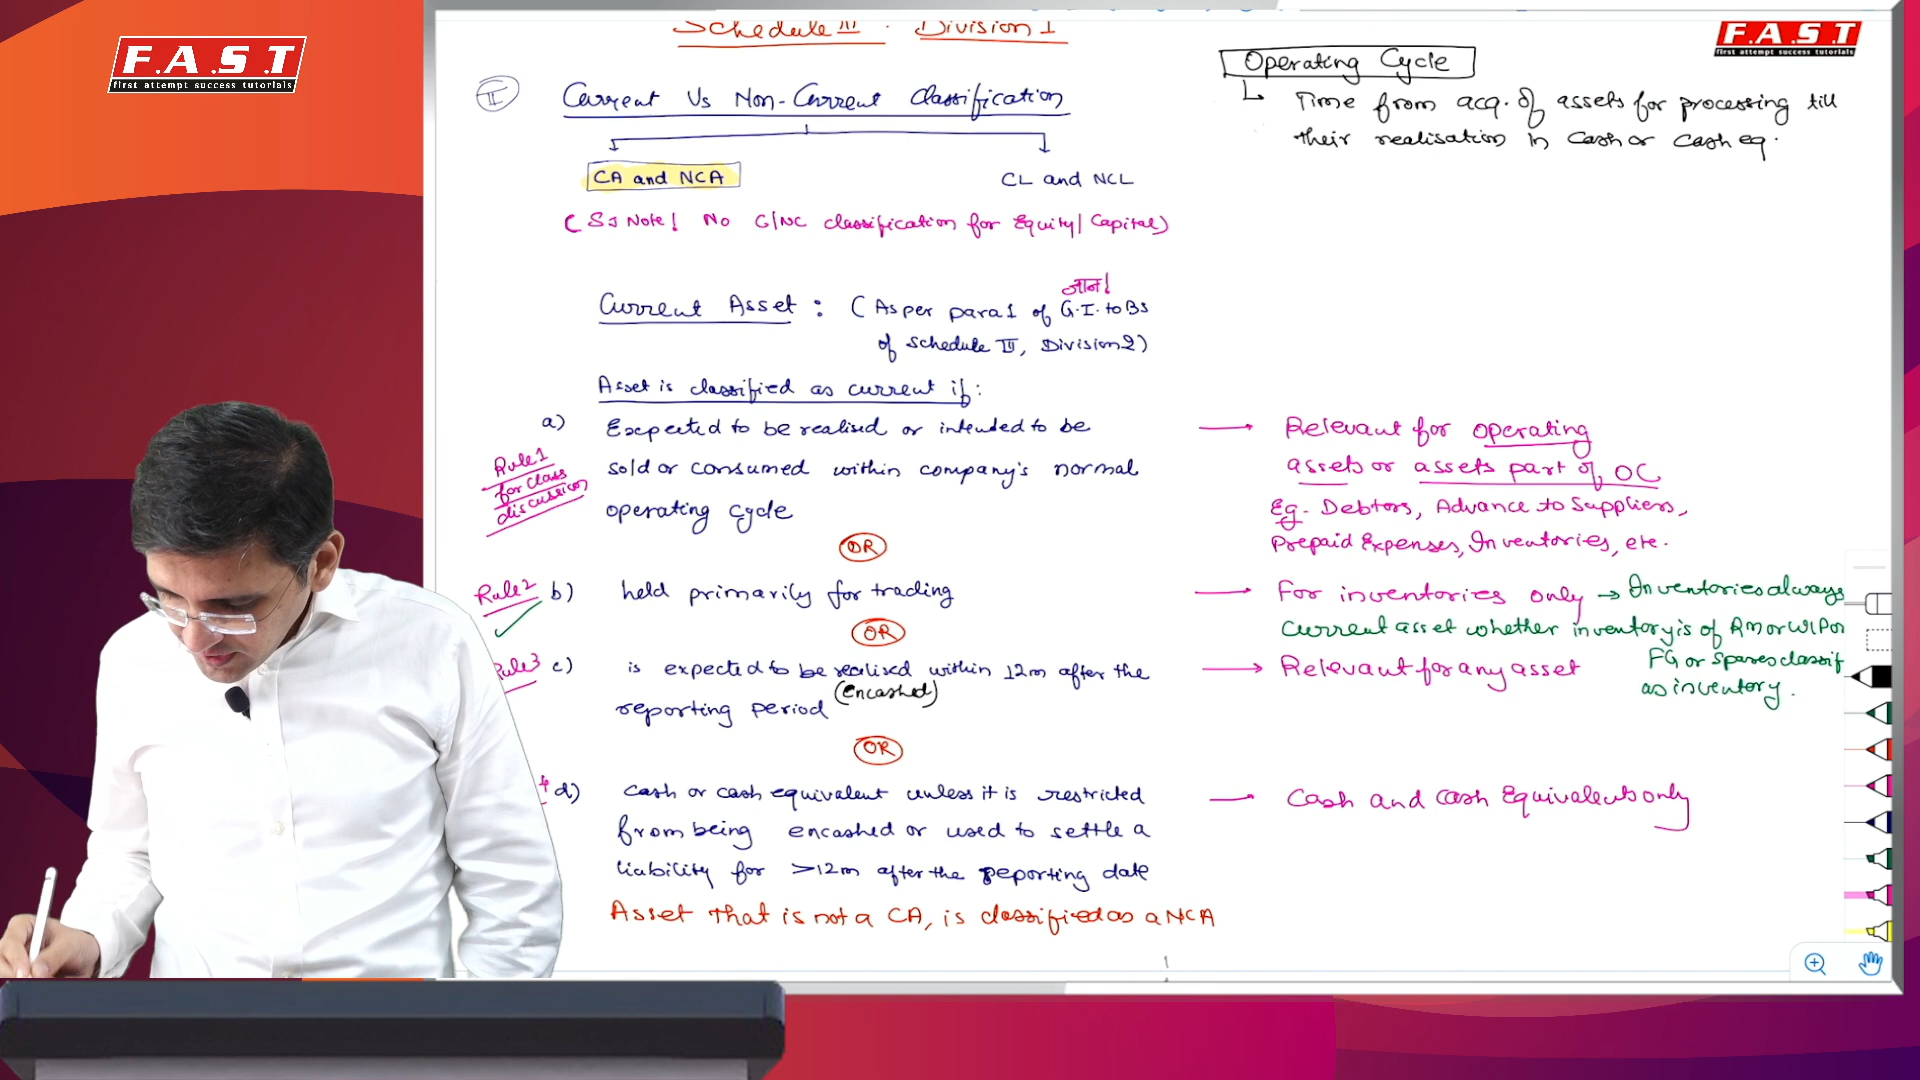 F.A.S.T
first attempt success tutorials
F.A.S.T
first attempt success tutorials
Schedule III . Division I
II Current Vs Non-Current Classification
CA and NCA
CL and NCL
(SJ Note! No C/NC classification for Equity/Capital)
Operating Cycle
Time from acq. of assets for processing till
their realisation in Cash or Cash eq.
जान!
Current Asset : (As per para 1 of G.I. to BS
of Schedule III, Division 2)
Asset is classified as current if:
a) Expected to be realised or intended to be
sold or consumed within company's normal
operating cycle
Rule 1
for class
discussion
→ Relevant for operating
assets or assets part of OC
Eg. Debtors, Advance to Suppliers,
Prepaid Expenses, Inventories, etc.
OR
Rule 2 b) held primarily for trading → For inventories only → Inventories always
Current asset whether inventory is of RM or WIP or
FG or spares classif
as inventory.
OR
Rule 3 c) is expected to be realised within 12m after the → Relevant for any asset
(encashed)
reporting period
OR
4 d) Cash or cash equivalent unless it is restricted → Cash and Cash Equivalents only
from being encashed or used to settle a
liability for >12m after the reporting date
Asset that is not a CA, is classified as a NCA